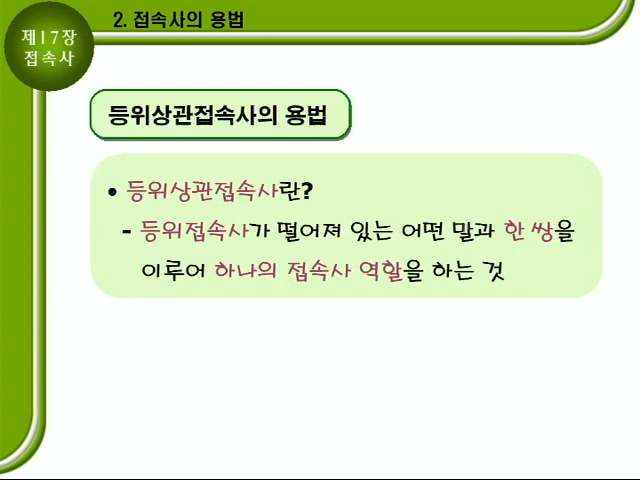 제17장
접속사
2. 접속사의 용법
등위상관접속사의 용법
• 등위상관접속사란?
- 등위접속사가 떨어져 있는 어떤 말과 한 쌍을
이루어 하나의 접속사 역할을 하는 것